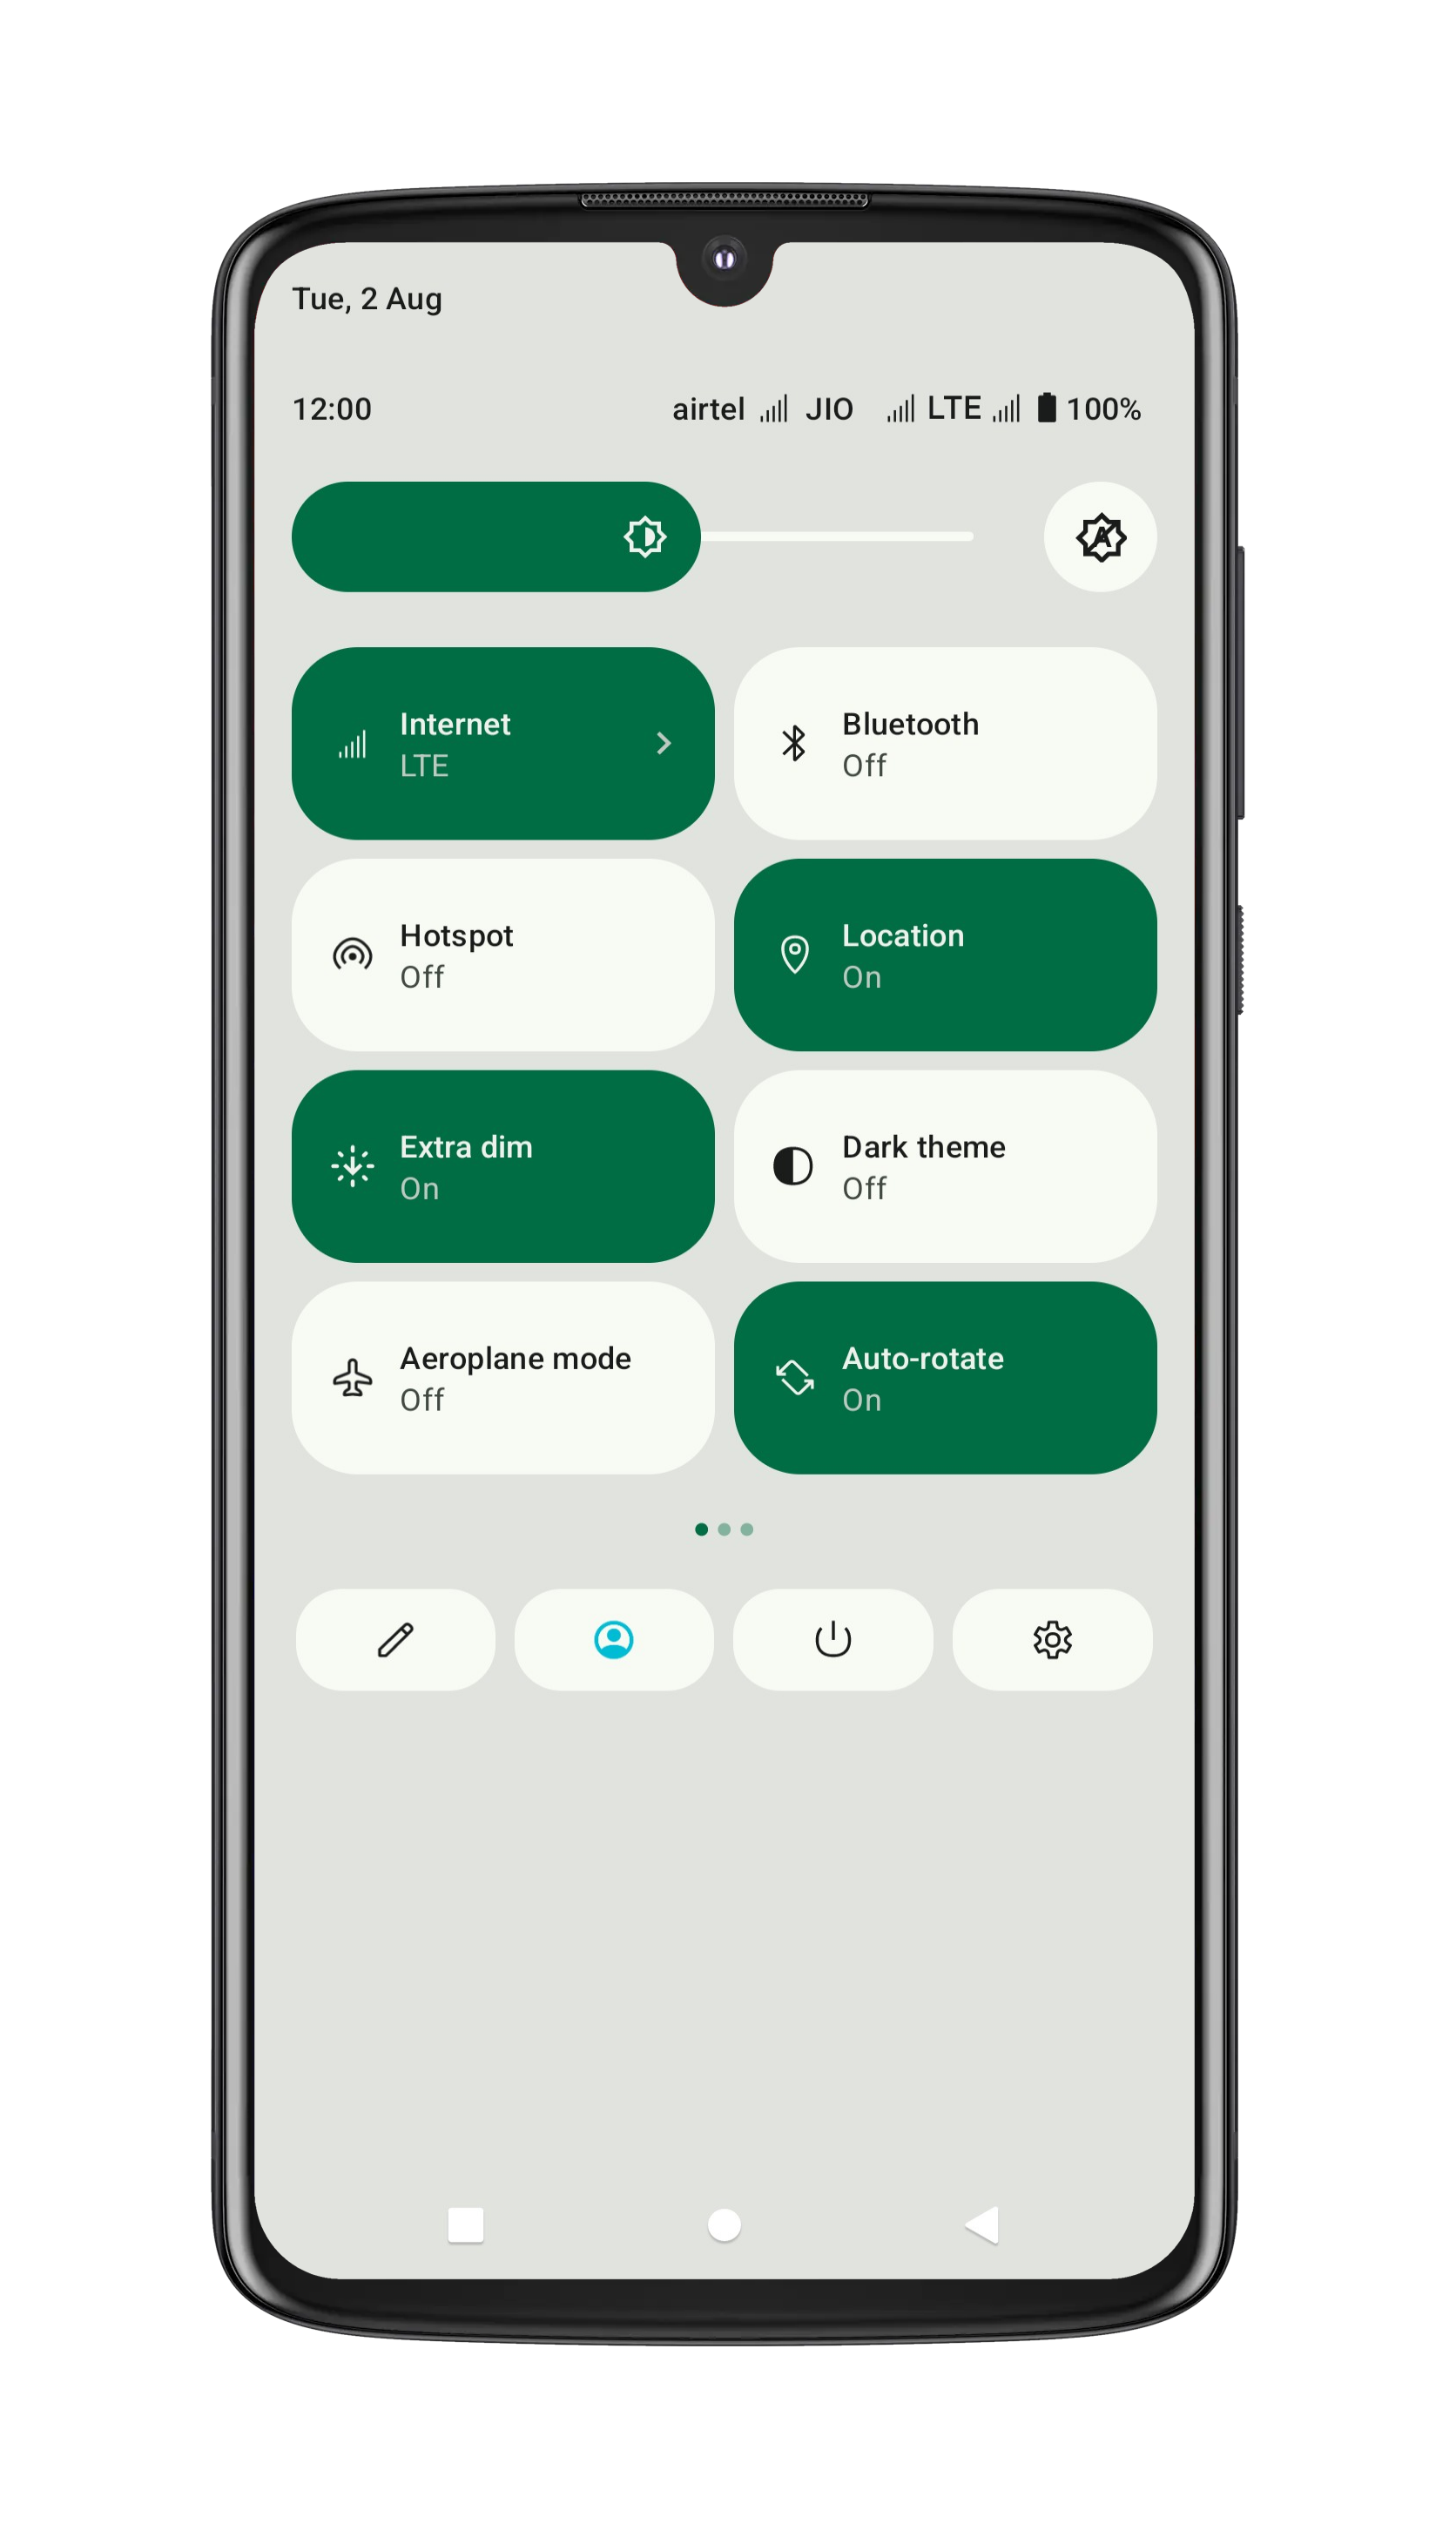 Tue, 2 Aug
12:00 airtel JIO LTE 100%
Internet
LTE
Bluetooth
Off
Hotspot
Off
Location
On
Extra dim
On
Dark theme
Off
Aeroplane mode
Off
Auto-rotate
On